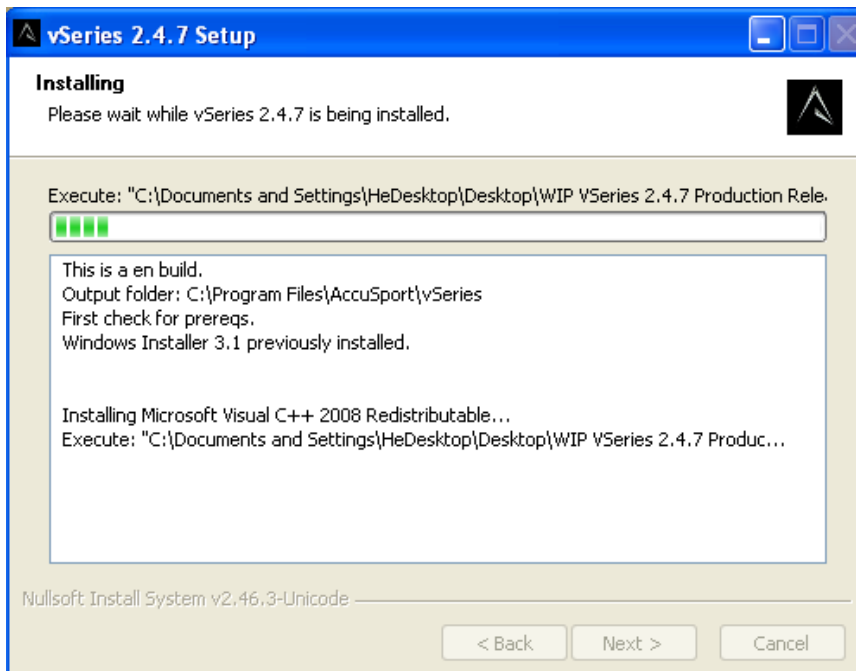 vSeries 2.4.7 Setup
Installing
Please wait while vSeries 2.4.7 is being installed.
Execute: "C:\Documents and Settings\HeDesktop\Desktop\WIP VSeries 2.4.7 Production Rele
This is a en build.
Output folder: C:\Program Files\AccuSport\vSeries
First check for prereqs.
Windows Installer 3.1 previously installed.
Installing Microsoft Visual C++ 2008 Redistributable...
Execute: "C:\Documents and Settings\HeDesktop\Desktop\WIP VSeries 2.4.7 Produc...
Nullsoft Install System v2.46.3-Unicode
< Back Next > Cancel